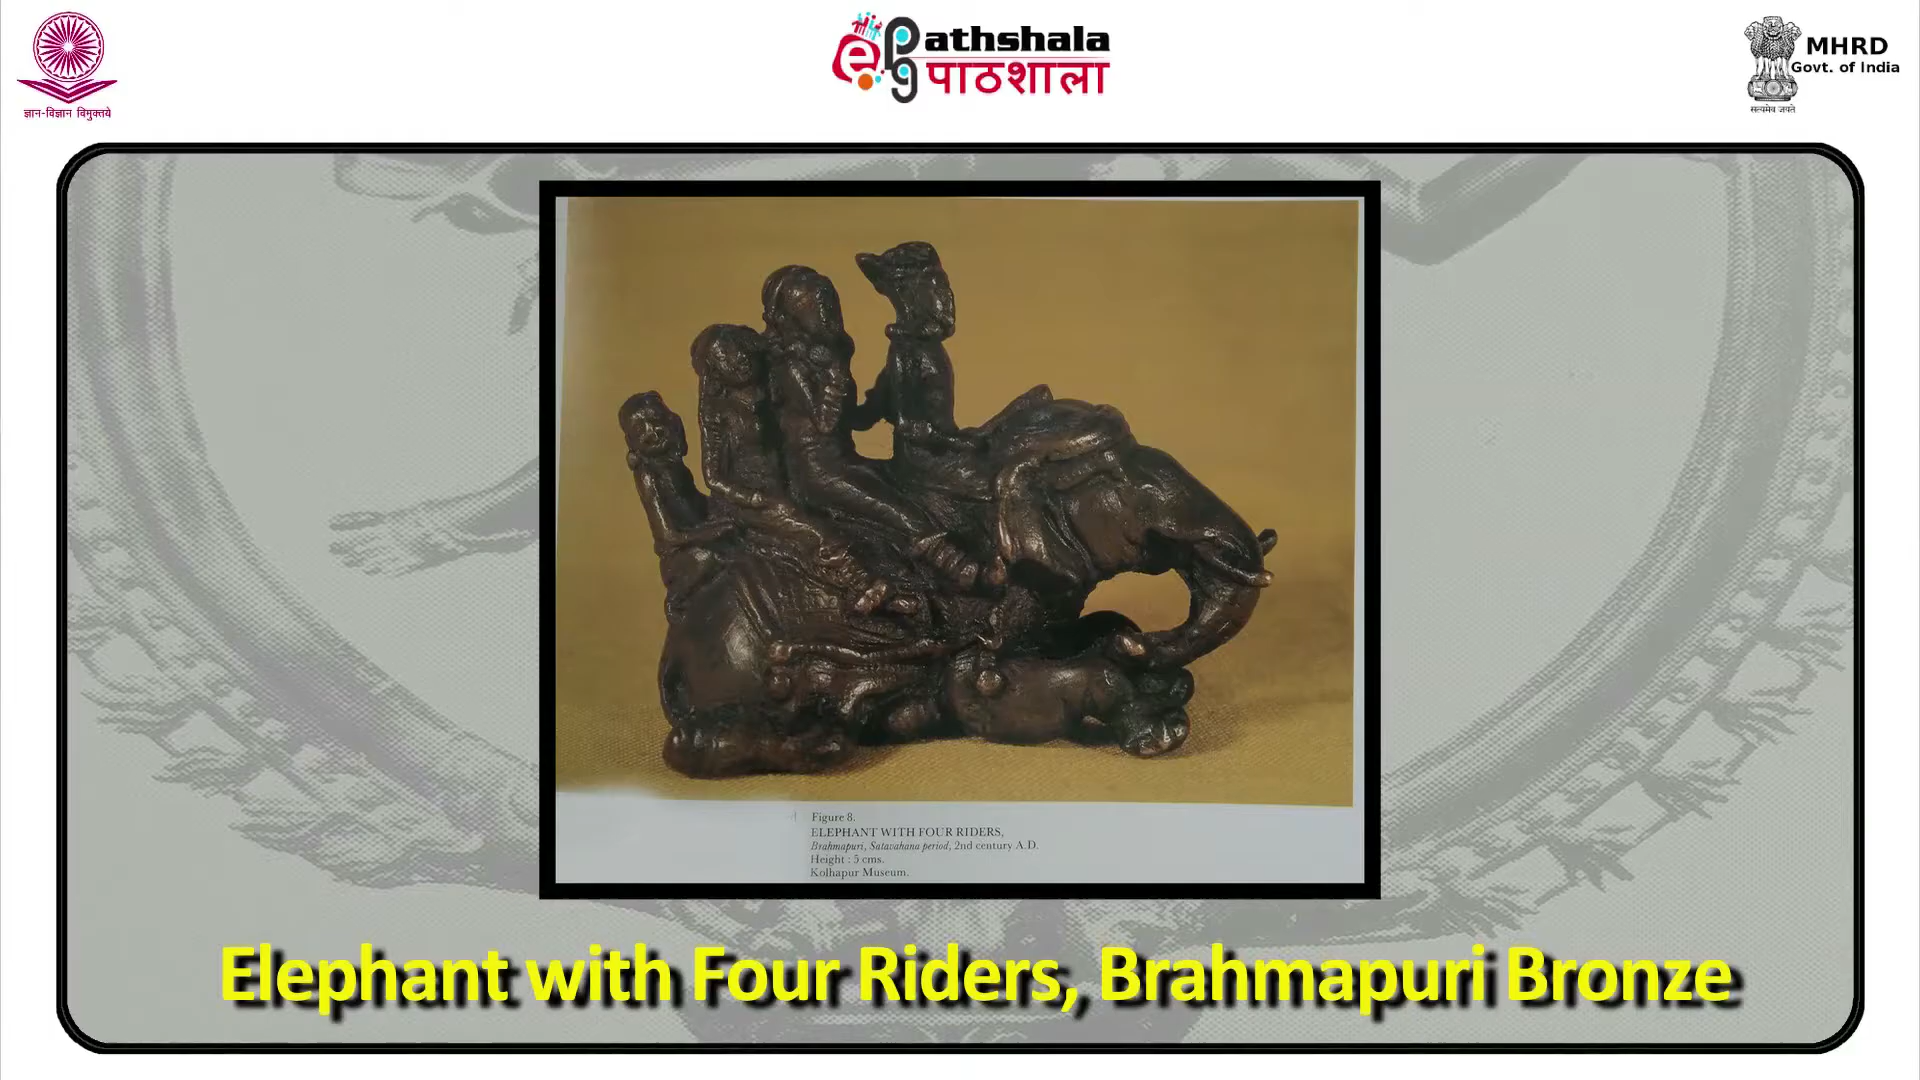 ज्ञान-विज्ञान विमुक्तये
ePG Pathshala
पाठशाला
MHRD
Govt. of India
सत्यमेव जयते
Figure 8.
ELEPHANT WITH FOUR RIDERS,
Brahmapuri, Satavahana period, 2nd century A.D.
Height : 5 cms.
Kolhapur Museum.
Elephant with Four Riders, Brahmapuri Bronze